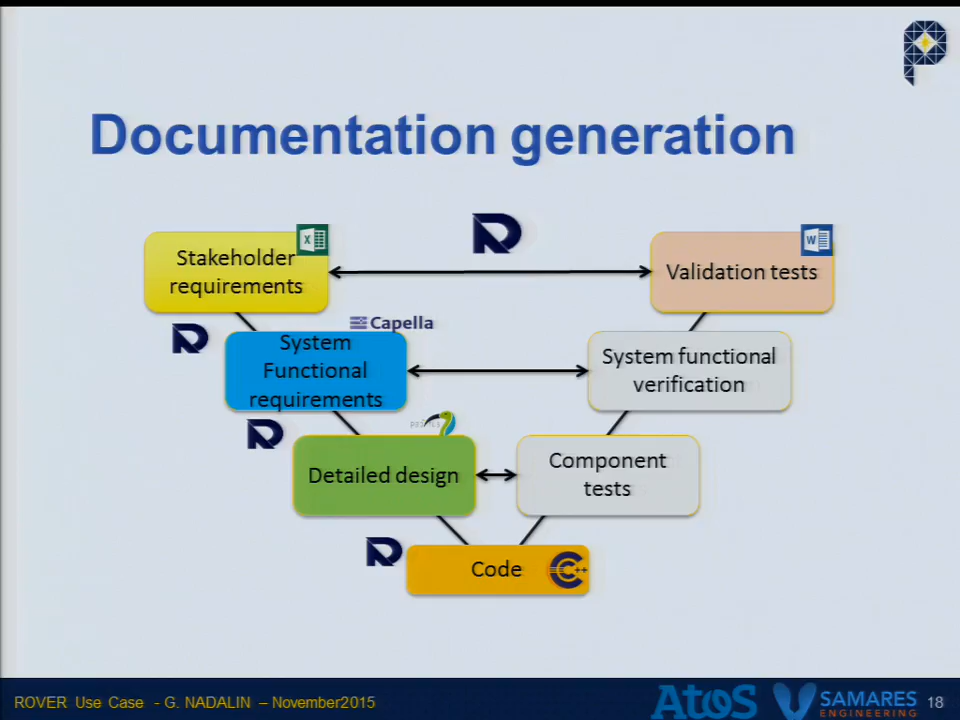 Documentation generation
Stakeholder
requirements
X
W
Validation tests
Capella
System
Functional
requirements
System functional
verification
Detailed design
Component
tests
Code
C++
ROVER Use Case - G. NADALIN – November2015
Atos
SAMARES
ENGINEERING
18